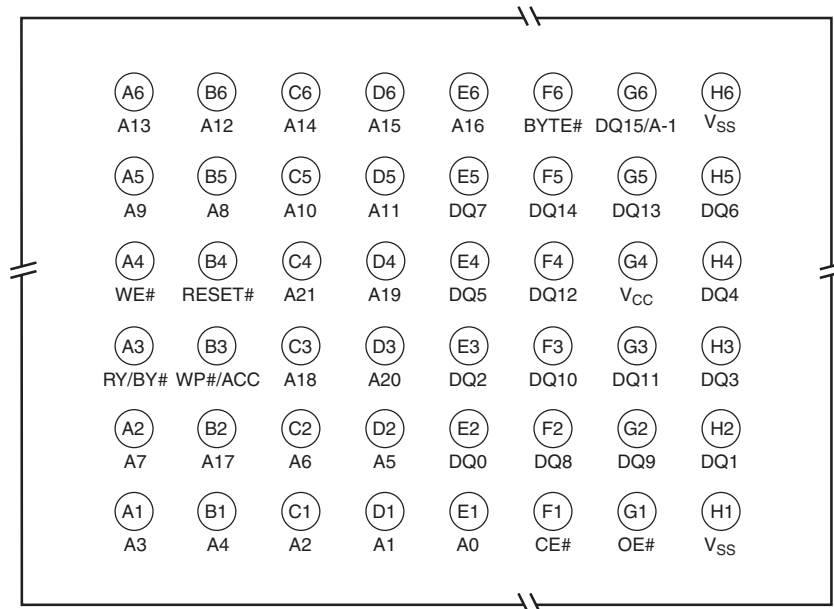 A6 B6 C6 D6 E6 F6 G6 H6
A13 A12 A14 A15 A16 BYTE# DQ15/A-1 VSS
A5 B5 C5 D5 E5 F5 G5 H5
A9 A8 A10 A11 DQ7 DQ14 DQ13 DQ6
A4 B4 C4 D4 E4 F4 G4 H4
WE# RESET# A21 A19 DQ5 DQ12 VCC DQ4
A3 B3 C3 D3 E3 F3 G3 H3
RY/BY# WP#/ACC A18 A20 DQ2 DQ10 DQ11 DQ3
A2 B2 C2 D2 E2 F2 G2 H2
A7 A17 A6 A5 DQ0 DQ8 DQ9 DQ1
A1 B1 C1 D1 E1 F1 G1 H1
A3 A4 A2 A1 A0 CE# OE# VSS